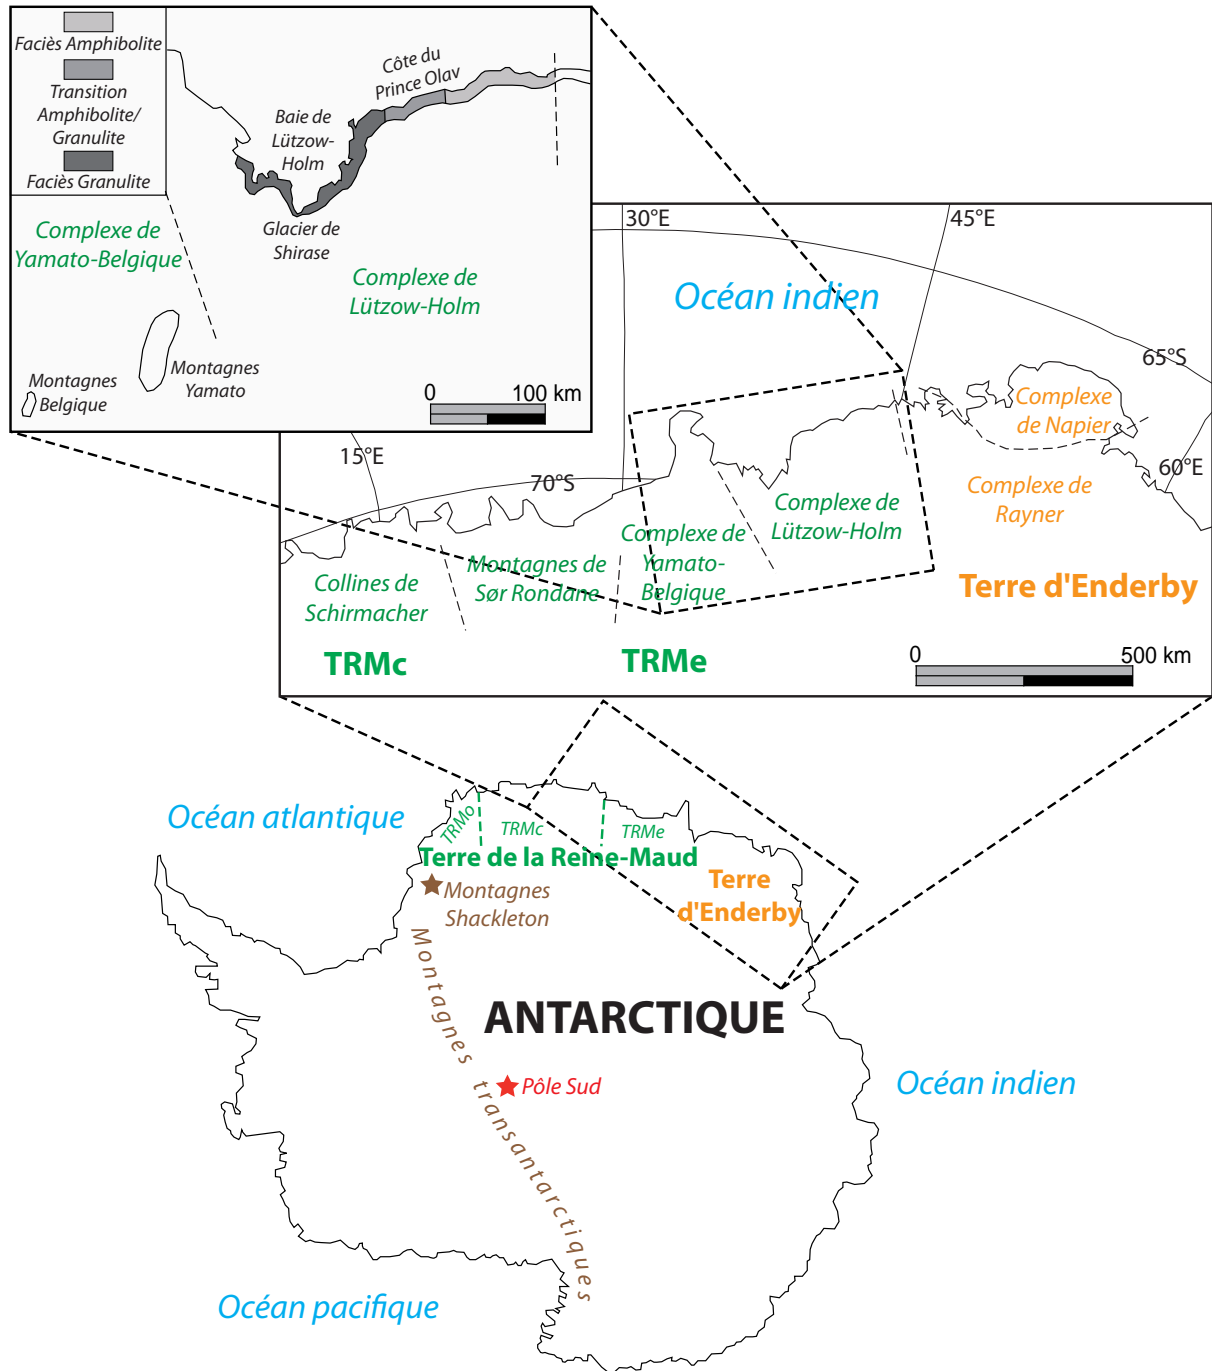 Faciès Amphibolite
Transition
Amphibolite/
Granulite
Faciès Granulite
Côte du
Prince Olav
Baie de
Lützow-
Holm
Glacier de
Shirase
Complexe de
Yamato-Belgique
Complexe de
Lützow-Holm
Montagnes
Yamato
Montagnes
Belgique
0 100 km
30°E
45°E
Océan indien
65°S
Complexe
de Napier
15°E
70°S
60°E
Complexe de
Rayner
Complexe de
Lützow-Holm
Complexe de
Yamato-
Belgique
Montagnes de
Sør Rondane
Collines de
Schirmacher
Terre d'Enderby
TRMc
TRMe
0 500 km
Océan atlantique
TRMo
TRMc
TRMe
Terre de la Reine-Maud
Terre
d'Enderby
Montagnes
Shackleton
Montagnes transantarctiques
ANTARCTIQUE
Pôle Sud
Océan indien
Océan pacifique